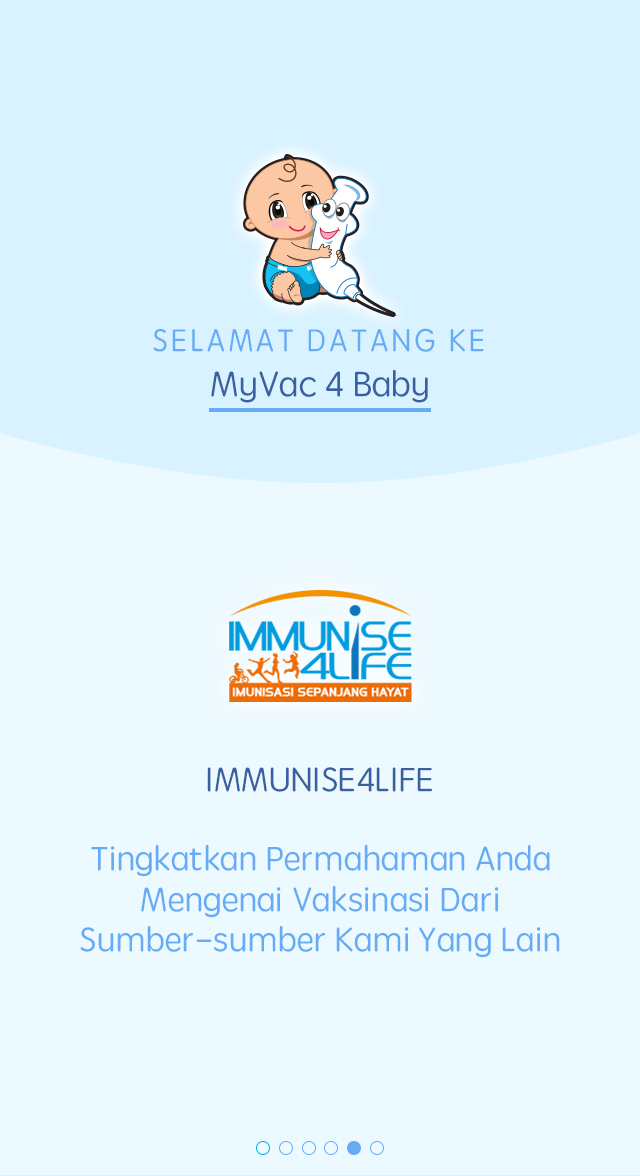 SELAMAT DATANG KE
MyVac 4 Baby
IMMUNISE
4LIFE
IMUNISASI SEPANJANG HAYAT
IMMUNISE4LIFE
Tingkatkan Permahaman Anda
Mengenai Vaksinasi Dari
Sumber-sumber Kami Yang Lain